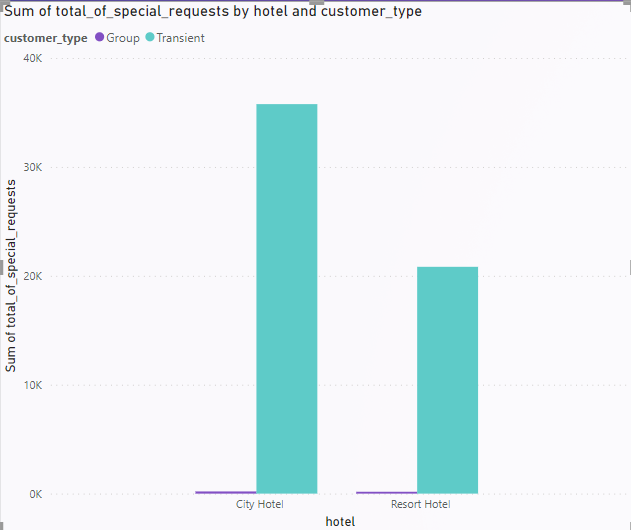 Sum of total_of_special_requests by hotel and customer_type
customer_type Group Transient
40K
30K
20K
10K
0K
Sum of total_of_special_requests
City Hotel Resort Hotel
hotel